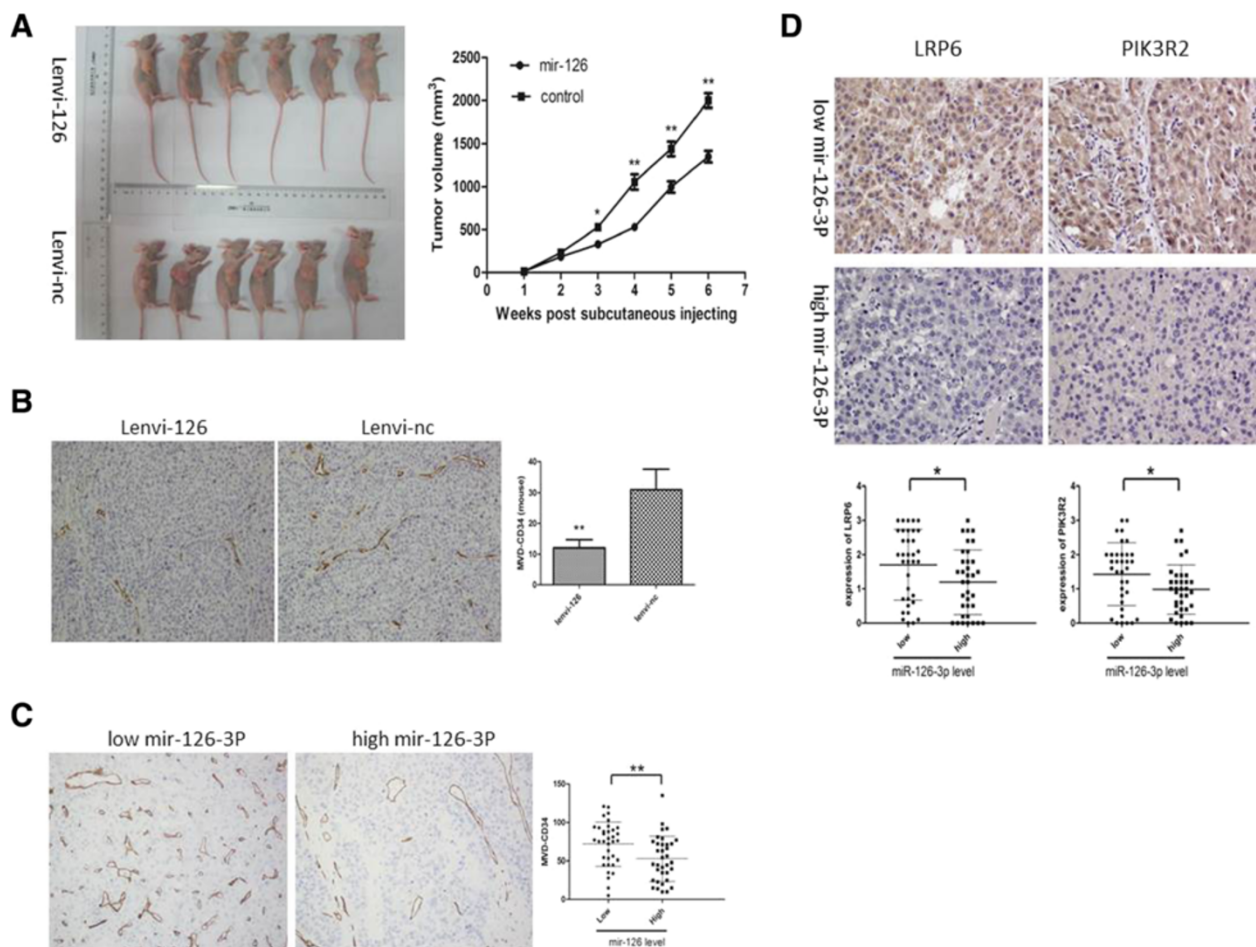 A
Lenvi-126
Lenvi-nc
Tumor volume (mm³)
2500
2000
1500
1000
500
0
mir-126
control
*
**
**
**
0 1 2 3 4 5 6 7
Weeks post subcutaneous injecting
B
Lenvi-126
Lenvi-nc
MVD-CD34 (mouse)
40
30
20
10
0
**
lenvi-126
lenvi-nc
C
low mir-126-3P
high mir-126-3P
MVD-CD34
150
100
50
0
**
Low
High
mir-126 level
D
LRP6
PIK3R2
low mir-126-3P
high mir-126-3P
expression of LRP6
4
3
2
1
0
*
low
high
miR-126-3p level
expression of PIK3R2
4
3
2
1
0
*
low
high
miR-126-3p level